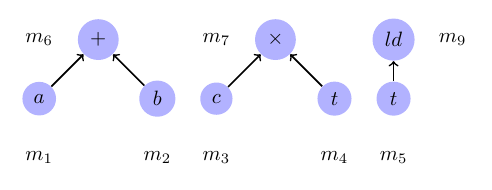 m₆ + m₇ × ld m₉
a b c t t
m₁ m₂ m₃ m₄ m₅